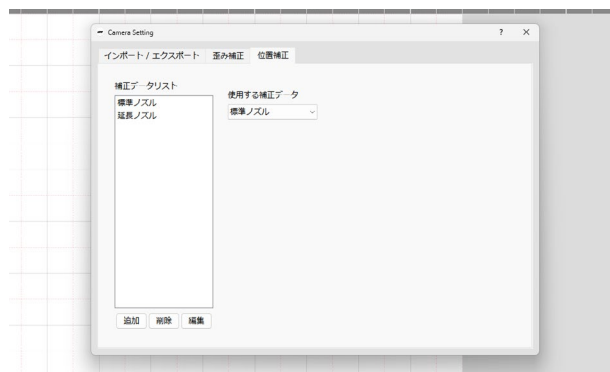 Camera Setting
?
×
インポート / エクスポート
歪み補正
位置補正
補正データリスト
標準ノズル
延長ノズル
使用する補正データ
標準ノズル
追加
削除
編集